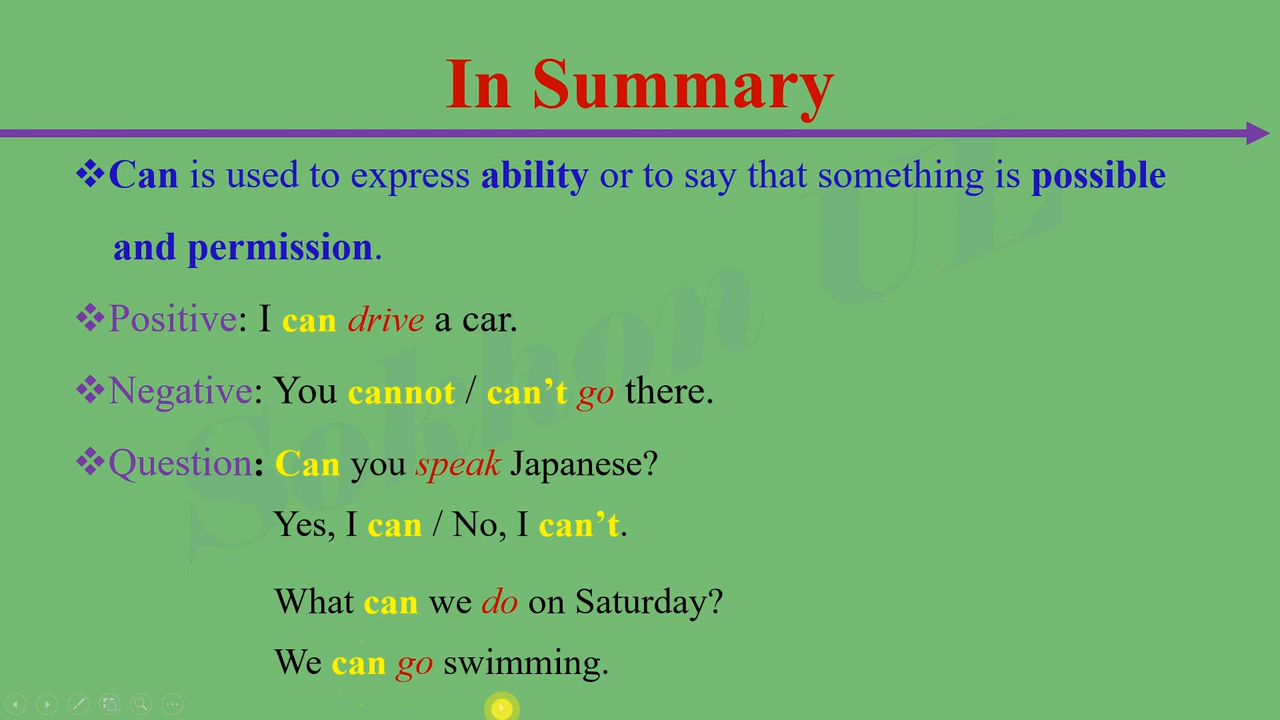 In Summary
❖Can is used to express ability or to say that something is possible
and permission.
❖Positive: I can drive a car.
❖Negative: You cannot / can’t go there.
❖Question: Can you speak Japanese?
Yes, I can / No, I can’t.
What can we do on Saturday?
We can go swimming.
Sokhon UL